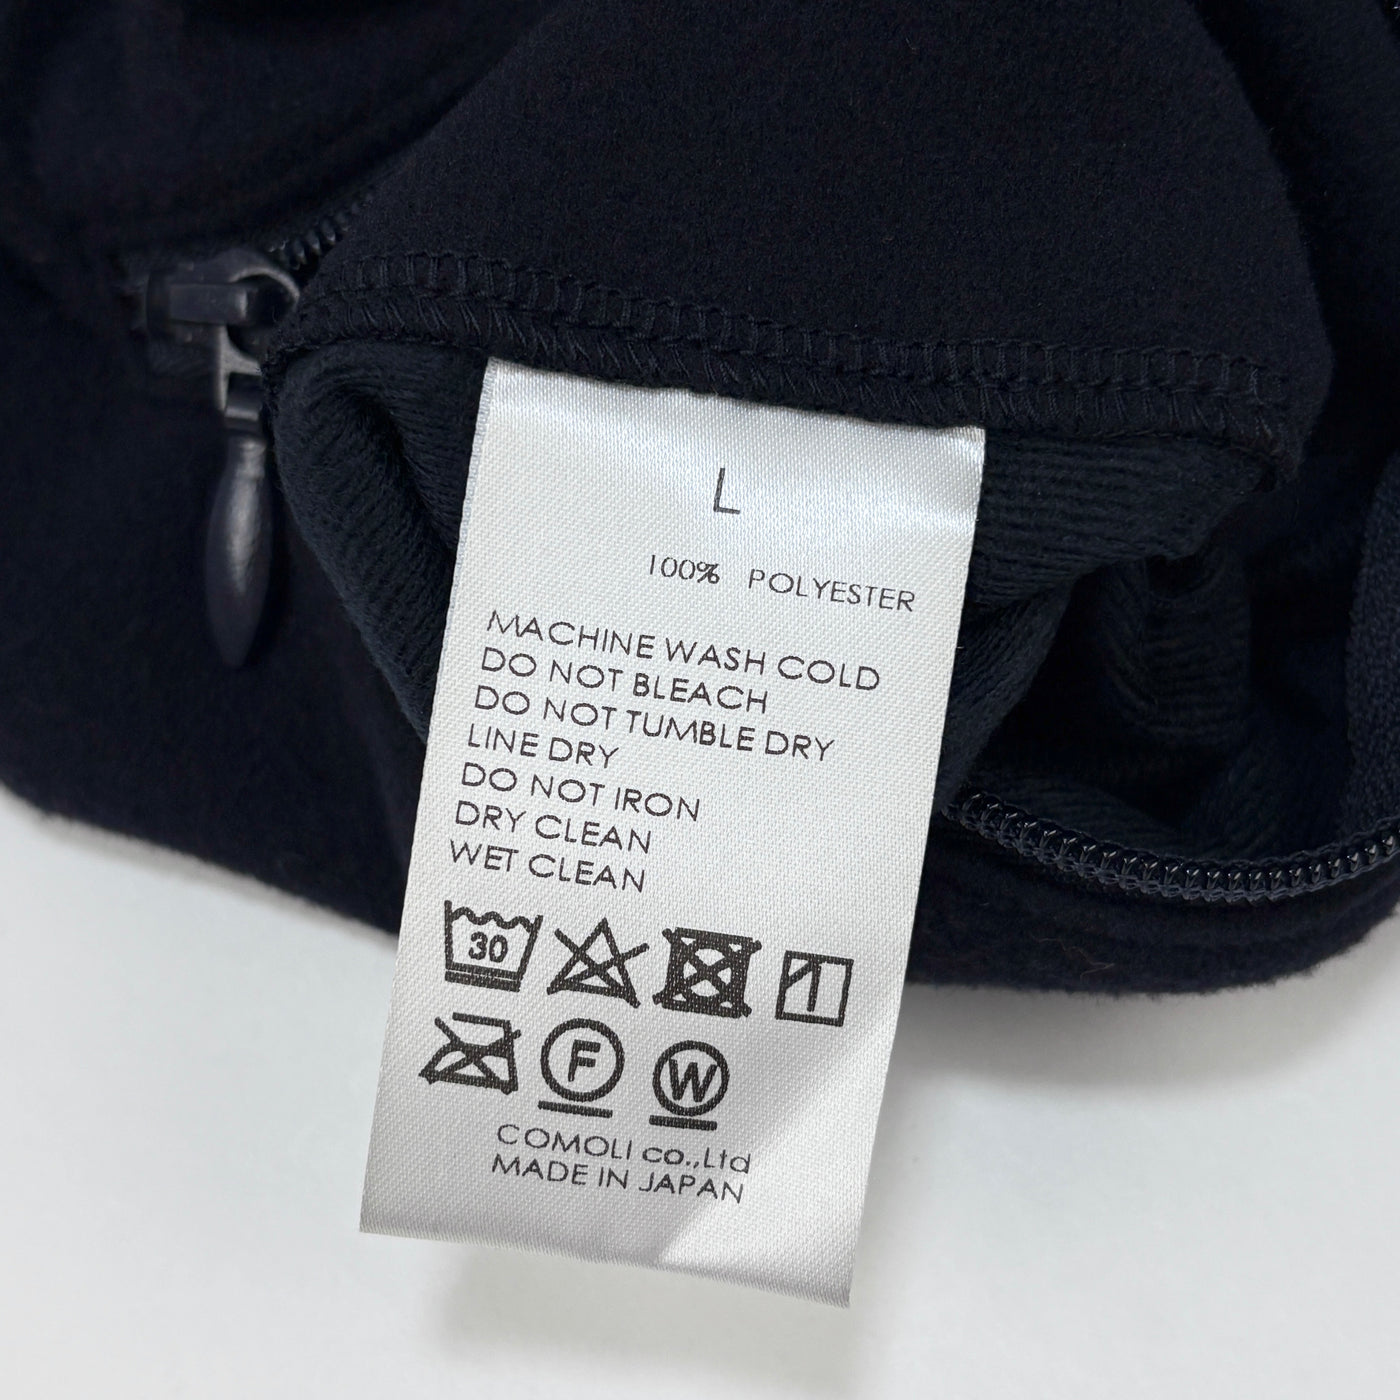 L
100% POLYESTER
MACHINE WASH COLD
DO NOT BLEACH
DO NOT TUMBLE DRY
LINE DRY
DO NOT IRON
DRY CLEAN
WET CLEAN
30
F W
COMOLI co.,Ltd
MADE IN JAPAN